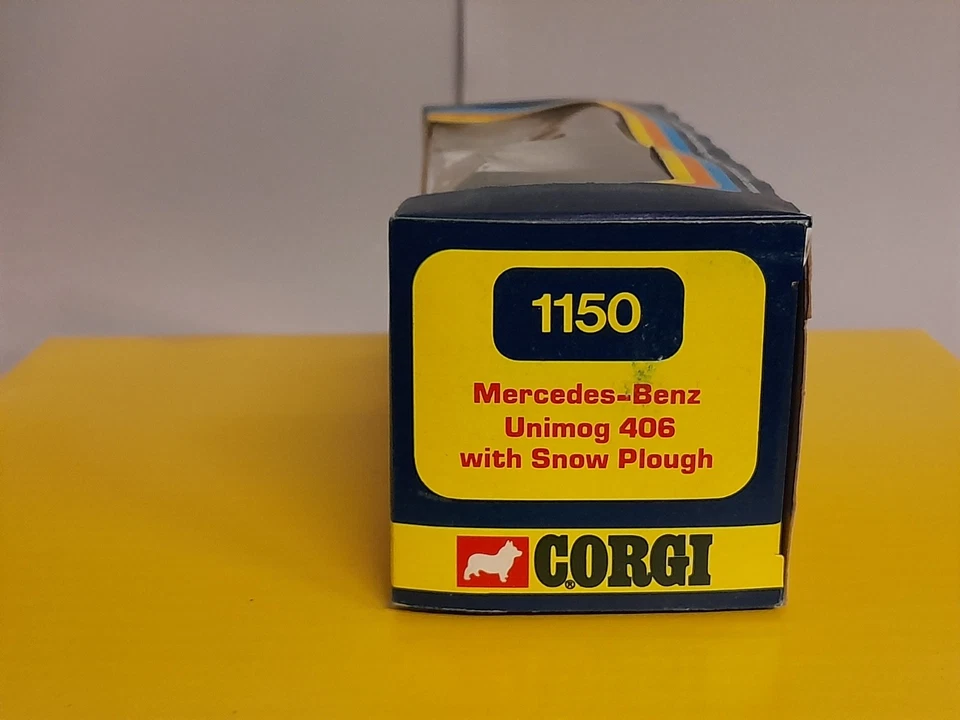 1150
Mercedes-Benz
Unimog 406
with Snow Plough
CORGI
®